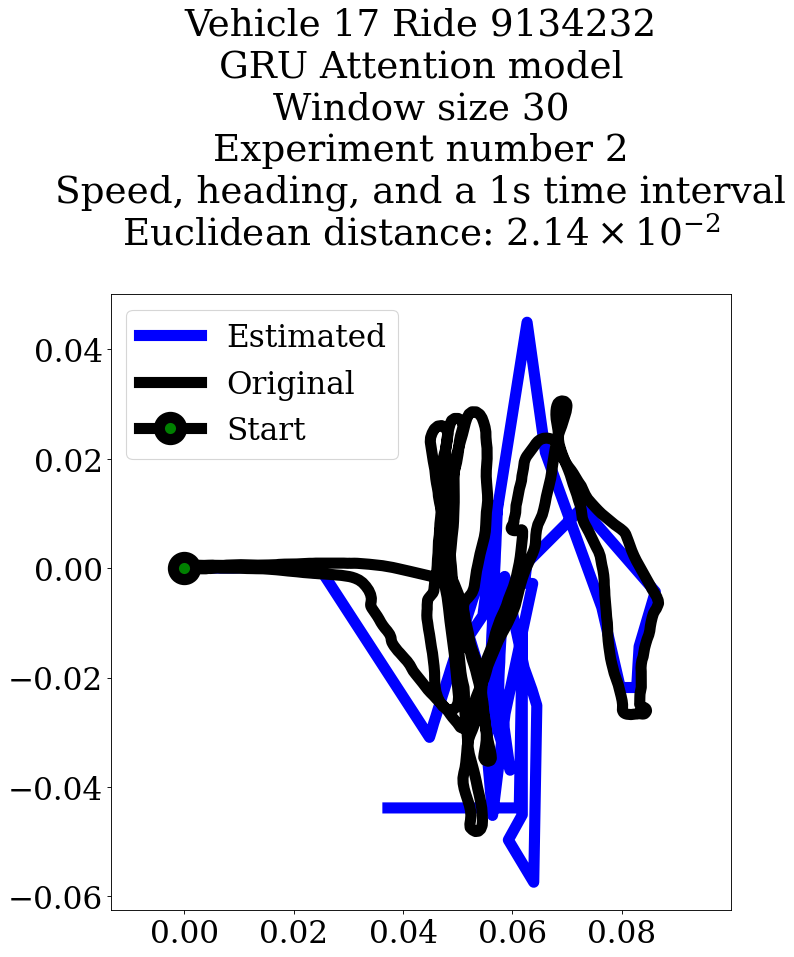 Vehicle 17 Ride 9134232
GRU Attention model
Window size 30
Experiment number 2
Speed, heading, and a 1s time interval
Euclidean distance: 2.14 × 10⁻²
Estimated
Original
Start
0.04
0.02
0.00
−0.02
−0.04
−0.06
0.00 0.02 0.04 0.06 0.08